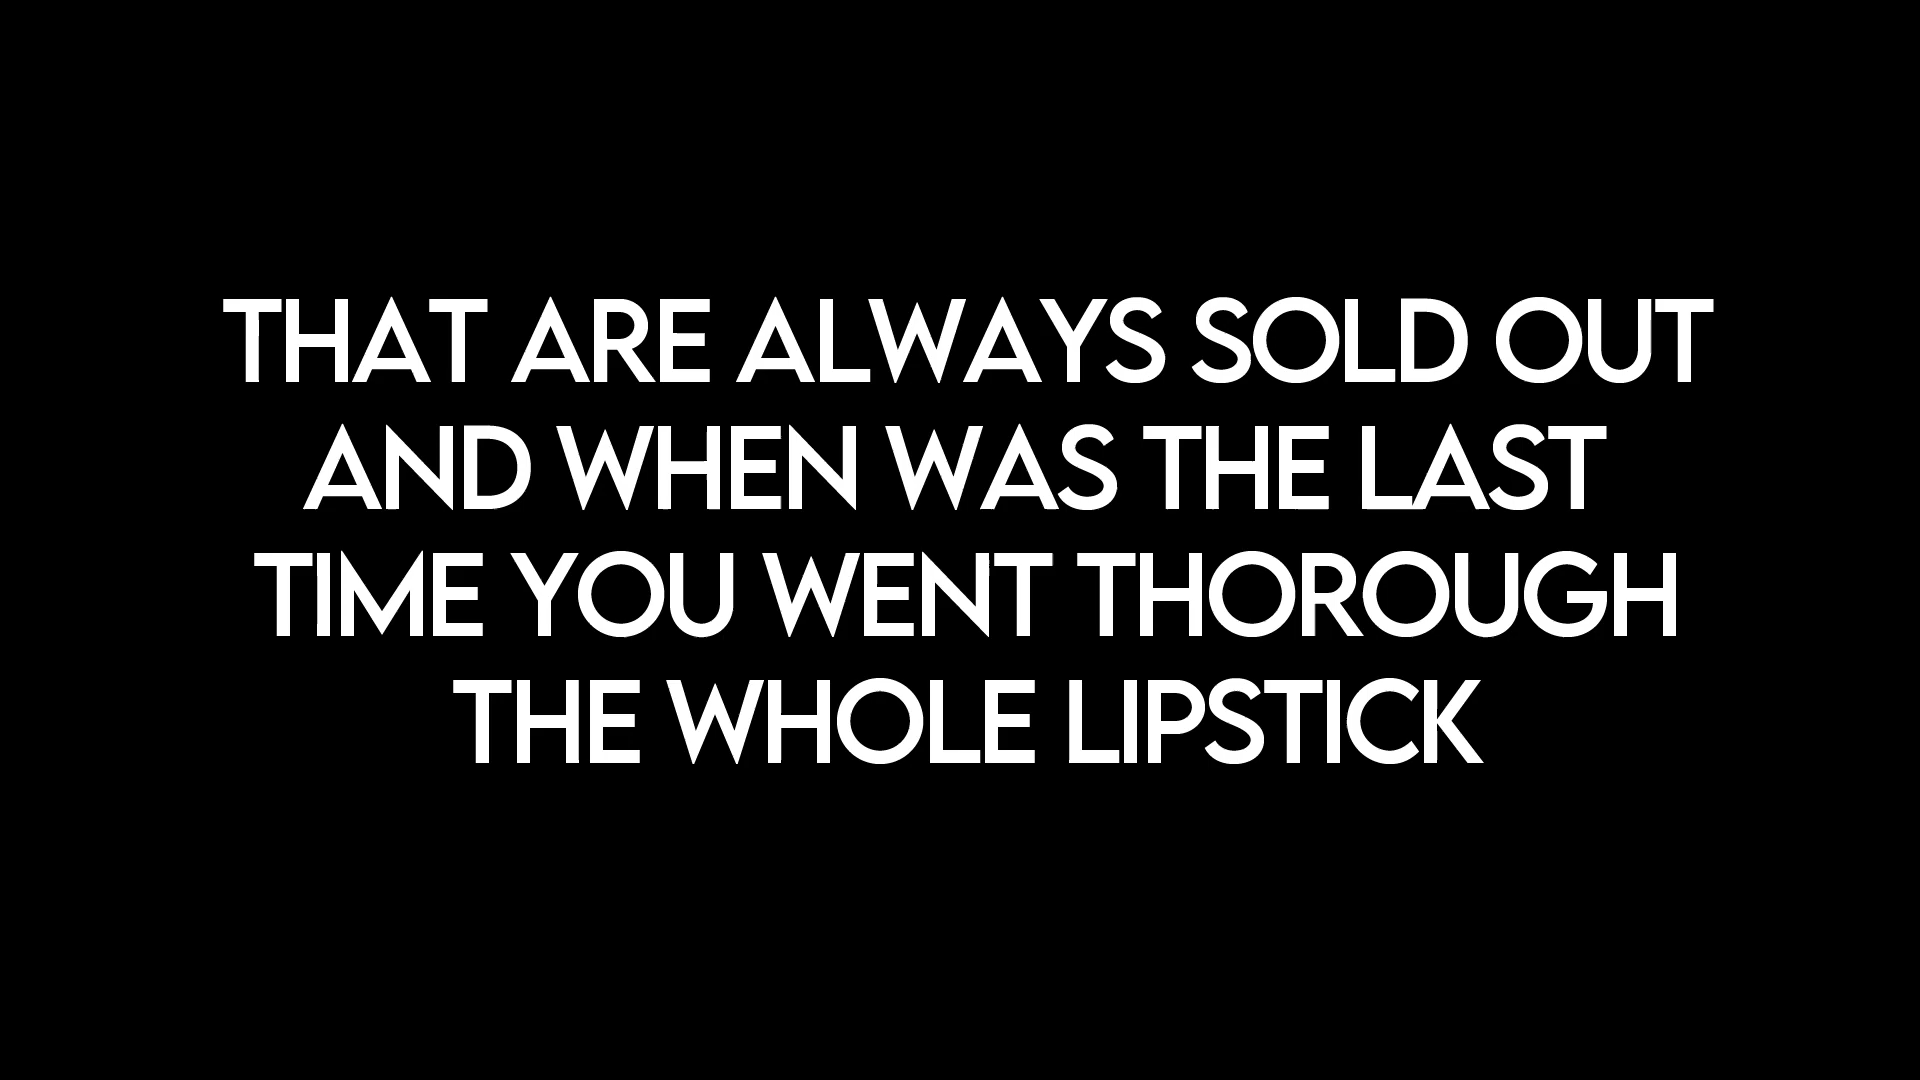 THAT ARE ALWAYS SOLD OUT
AND WHEN WAS THE LAST
TIME YOU WENT THOROUGH
THE WHOLE LIPSTICK